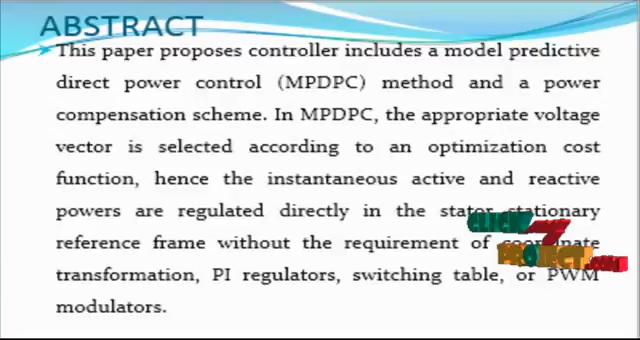 ABSTRACT
This paper proposes controller includes a model predictive
direct power control (MPDPC) method and a power
compensation scheme. In MPDPC, the appropriate voltage
vector is selected according to an optimization cost
function, hence the instantaneous active and reactive
powers are regulated directly in the stator stationary
reference frame without the requirement of coordinate
transformation, PI regulators, switching table, or PWM
modulators.
CLICK
PROJECT.COM